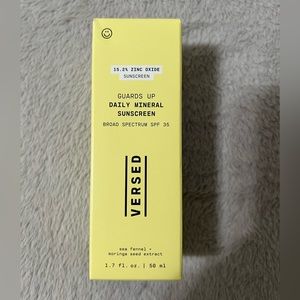 15.2% ZINC OXIDE
SUNSCREEN
GUARDS UP
DAILY MINERAL
SUNSCREEN
BROAD SPECTRUM SPF 35
VERSED
sea fennel +
moringa seed extract
1.7 fl. oz. | 50 ml